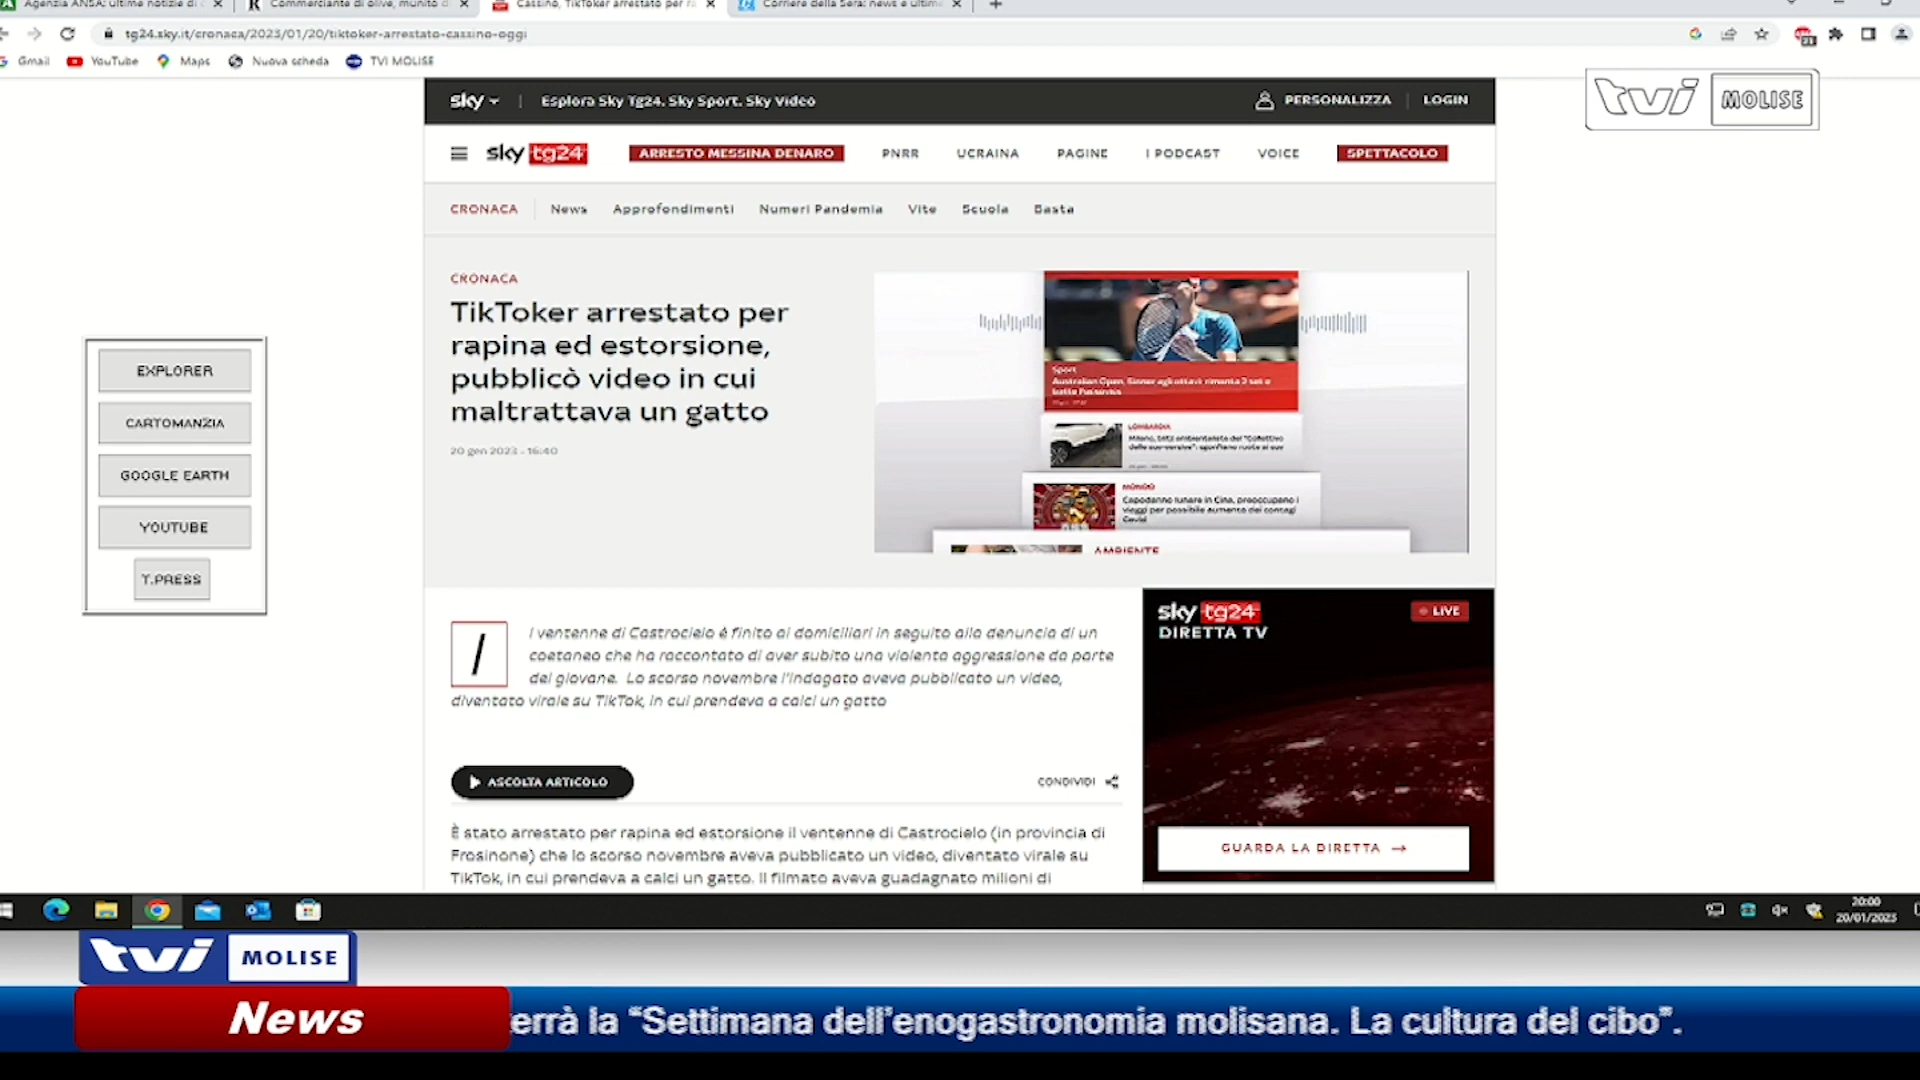 Agenzia ANSA: ultime notizie di
Commerciante di olive, munito di
Cassino, TikToker arrestato per ra
Corriere della Sera: news e ultim
tg24.sky.it/cronaca/2023/01/20/tiktoker-arrestato-cassino-oggi
Gmail YouTube Maps Nuova scheda TVI MOLISE
tvi MOLISE
sky Esplora Sky Tg24, Sky Sport, Sky Video PERSONALIZZA LOGIN
sky tg24 ARRESTO MESSINA DENARO PNRR UCRAINA PAGINE I PODCAST VOICE SPETTACOLO
CRONACA News Approfondimenti Numeri Pandemia Vite Scuola Basta
CRONACA
TikToker arrestato per
rapina ed estorsione,
pubblicò video in cui
maltrattava un gatto
20 gen 2023 - 16:40
Sport
Australian Open, Sinner agli ottavi: rimonta 2 set e
batte Fucsovics
LOMBARDIA
Milano, blitz ambientalista del "Collettivo
delle suv-versive": sgonfiano ruote ai suv
MONDO
Capodanno lunare in Cina, preoccupano i
viaggi per possibile aumento dei contagi
Covid
AMBIENTE
EXPLORER
CARTOMANZIA
GOOGLE EARTH
YOUTUBE
T.PRESS
I
l ventenne di Castrocielo è finito ai domiciliari in seguito alla denuncia di un
coetaneo che ha raccontato di aver subito una violenta aggressione da parte
del giovane. Lo scorso novembre l'indagato aveva pubblicato un video,
diventato virale su TikTok, in cui prendeva a calci un gatto
ASCOLTA ARTICOLO
CONDIVIDI
È stato arrestato per rapina ed estorsione il ventenne di Castrocielo (in provincia di
Frosinone) che lo scorso novembre aveva pubblicato un video, diventato virale su
TikTok, in cui prendeva a calci un gatto. Il filmato aveva guadagnato milioni di
sky tg24 LIVE
DIRETTA TV
GUARDA LA DIRETTA
20:00
20/01/2023
tvi MOLISE
News
errà la “Settimana dell'enogastronomia molisana. La cultura del cibo”.